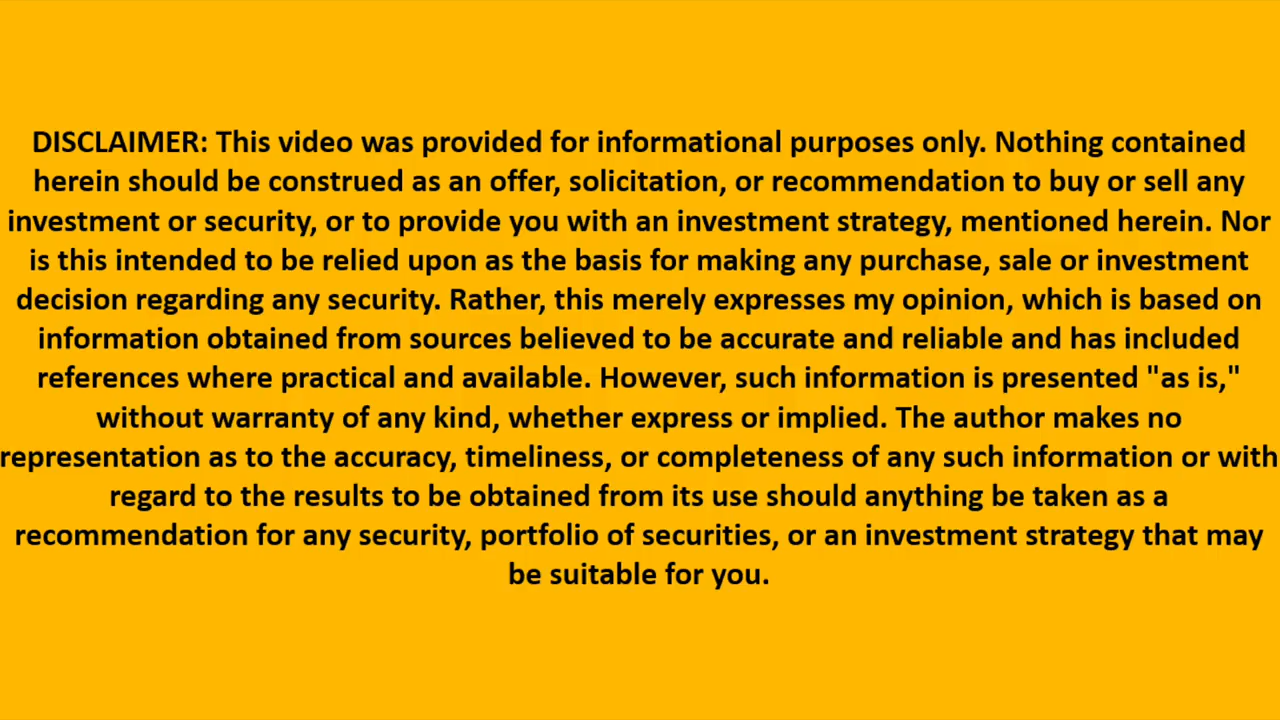 DISCLAIMER: This video was provided for informational purposes only. Nothing contained
herein should be construed as an offer, solicitation, or recommendation to buy or sell any
investment or security, or to provide you with an investment strategy, mentioned herein. Nor
is this intended to be relied upon as the basis for making any purchase, sale or investment
decision regarding any security. Rather, this merely expresses my opinion, which is based on
information obtained from sources believed to be accurate and reliable and has included
references where practical and available. However, such information is presented "as is,"
without warranty of any kind, whether express or implied. The author makes no
representation as to the accuracy, timeliness, or completeness of any such information or with
regard to the results to be obtained from its use should anything be taken as a
recommendation for any security, portfolio of securities, or an investment strategy that may
be suitable for you.